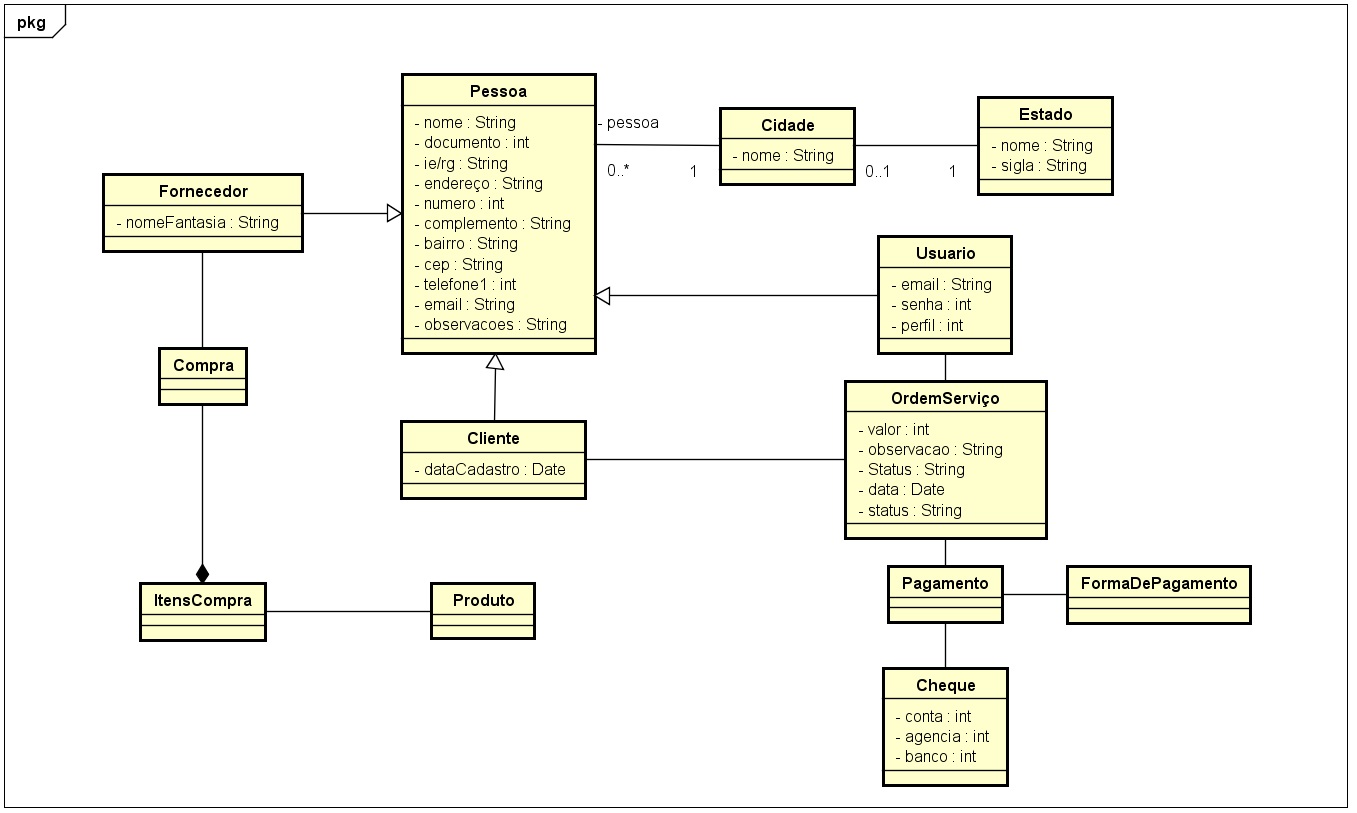 pkg
Pessoa
- nome : String
- documento : int
- ie/rg : String
- endereço : String
- numero : int
- complemento : String
- bairro : String
- cep : String
- telefone1 : int
- email : String
- observacoes : String
- pessoa
0..*
1
Cidade
- nome : String
0..1
1
Estado
- nome : String
- sigla : String
Fornecedor
- nomeFantasia : String
Usuario
- email : String
- senha : int
- perfil : int
Compra
OrdemServiço
- valor : int
- observacao : String
- Status : String
- data : Date
- status : String
Cliente
- dataCadastro : Date
ItensCompra
Produto
Pagamento
FormaDePagamento
Cheque
- conta : int
- agencia : int
- banco : int